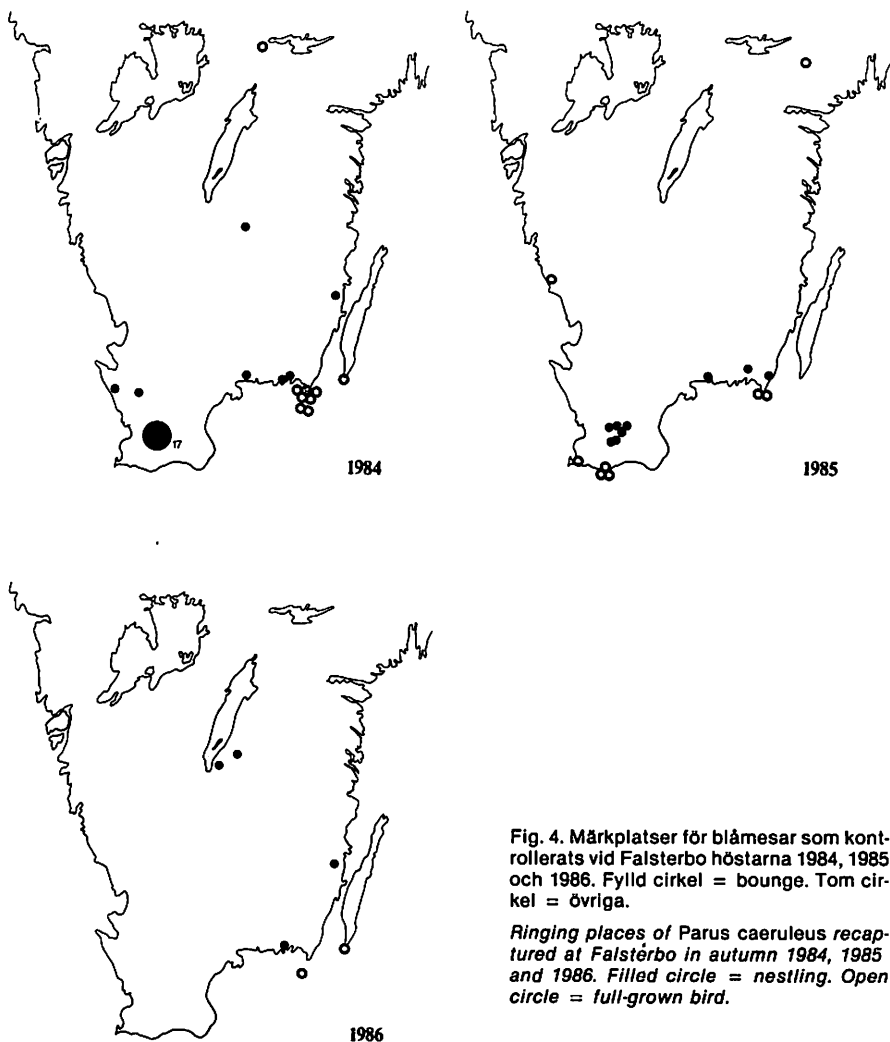 17
1984
1985
1986
Fig. 4. Märkplatser för blåmesar som kont-
rollerats vid Falsterbo höstarna 1984, 1985
och 1986. Fylld cirkel = bounge. Tom cir-
kel = övriga.
Ringing places of Parus caeruleus recap-
tured at Falsterbo in autumn 1984, 1985
and 1986. Filled circle = nestling. Open
circle = full-grown bird.